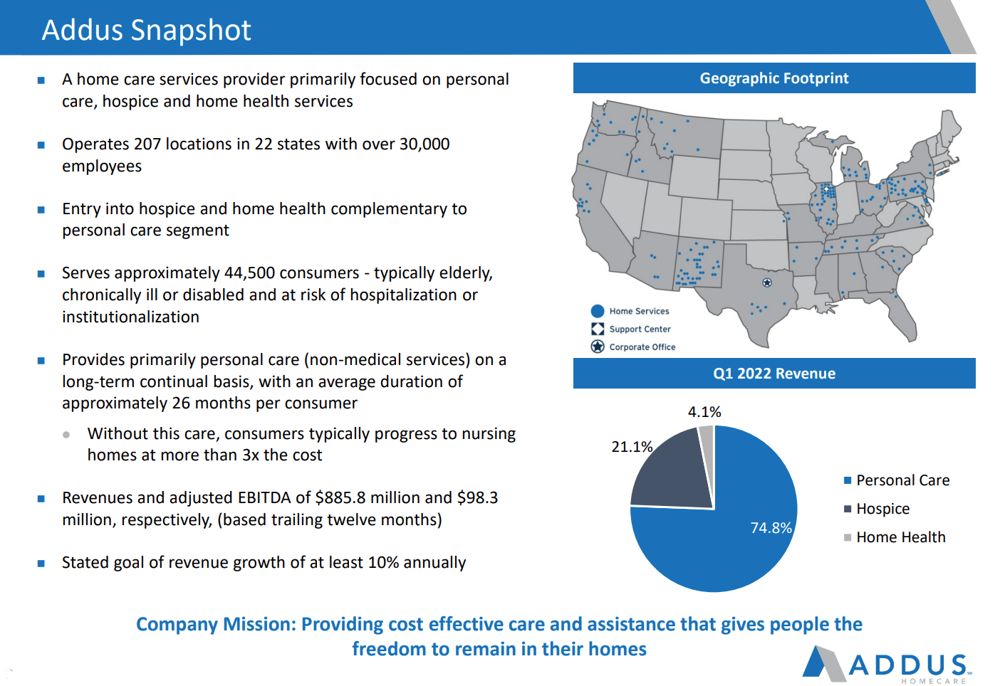 Addus Snapshot
A home care services provider primarily focused on personal
care, hospice and home health services
Operates 207 locations in 22 states with over 30,000
employees
Entry into hospice and home health complementary to
personal care segment
Serves approximately 44,500 consumers - typically elderly,
chronically ill or disabled and at risk of hospitalization or
institutionalization
Provides primarily personal care (non-medical services) on a
long-term continual basis, with an average duration of
approximately 26 months per consumer
Without this care, consumers typically progress to nursing
homes at more than 3x the cost
Revenues and adjusted EBITDA of $885.8 million and $98.3
million, respectively, (based trailing twelve months)
Stated goal of revenue growth of at least 10% annually
Geographic Footprint
Home Services
Support Center
Corporate Office
Q1 2022 Revenue
4.1%
21.1%
74.8%
Personal Care
Hospice
Home Health
Company Mission: Providing cost effective care and assistance that gives people the
freedom to remain in their homes
ADDUS SM
HOMECARE